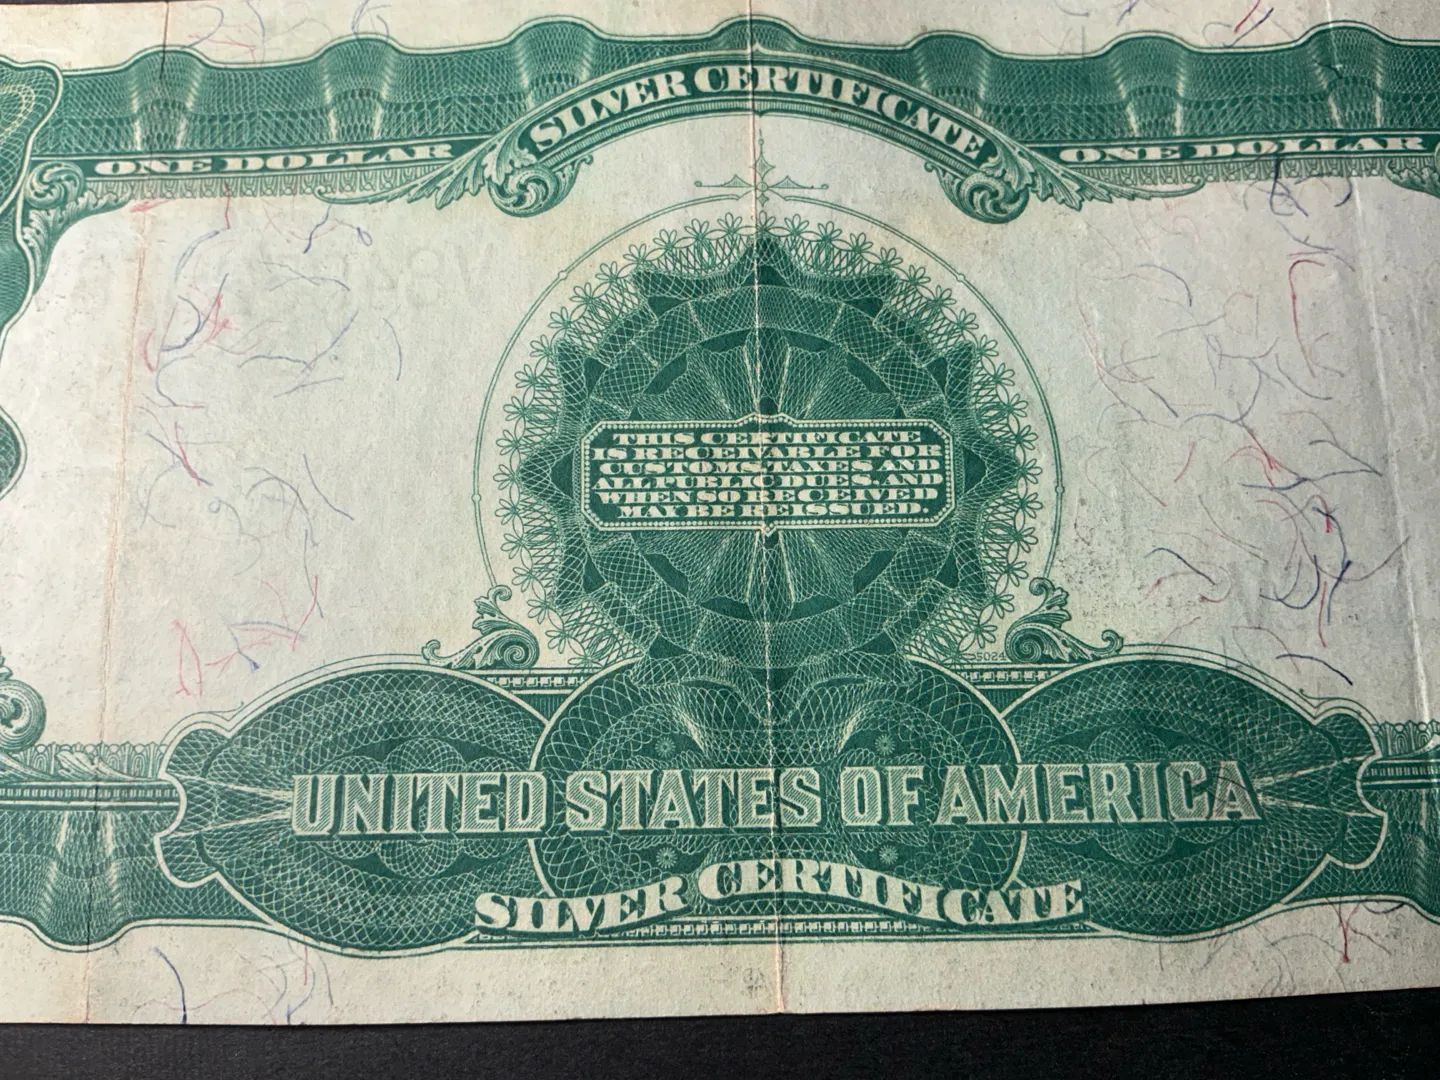 SILVER CERTIFICATE
ONE DOLLAR
ONE DOLLAR
THIS CERTIFICATE
IS RECEIVABLE FOR
CUSTOMS, TAXES AND
ALL PUBLIC DUES, AND
WHEN SO RECEIVED
MAY BE REISSUED.
5024
UNITED STATES OF AMERICA
SILVER CERTIFICATE